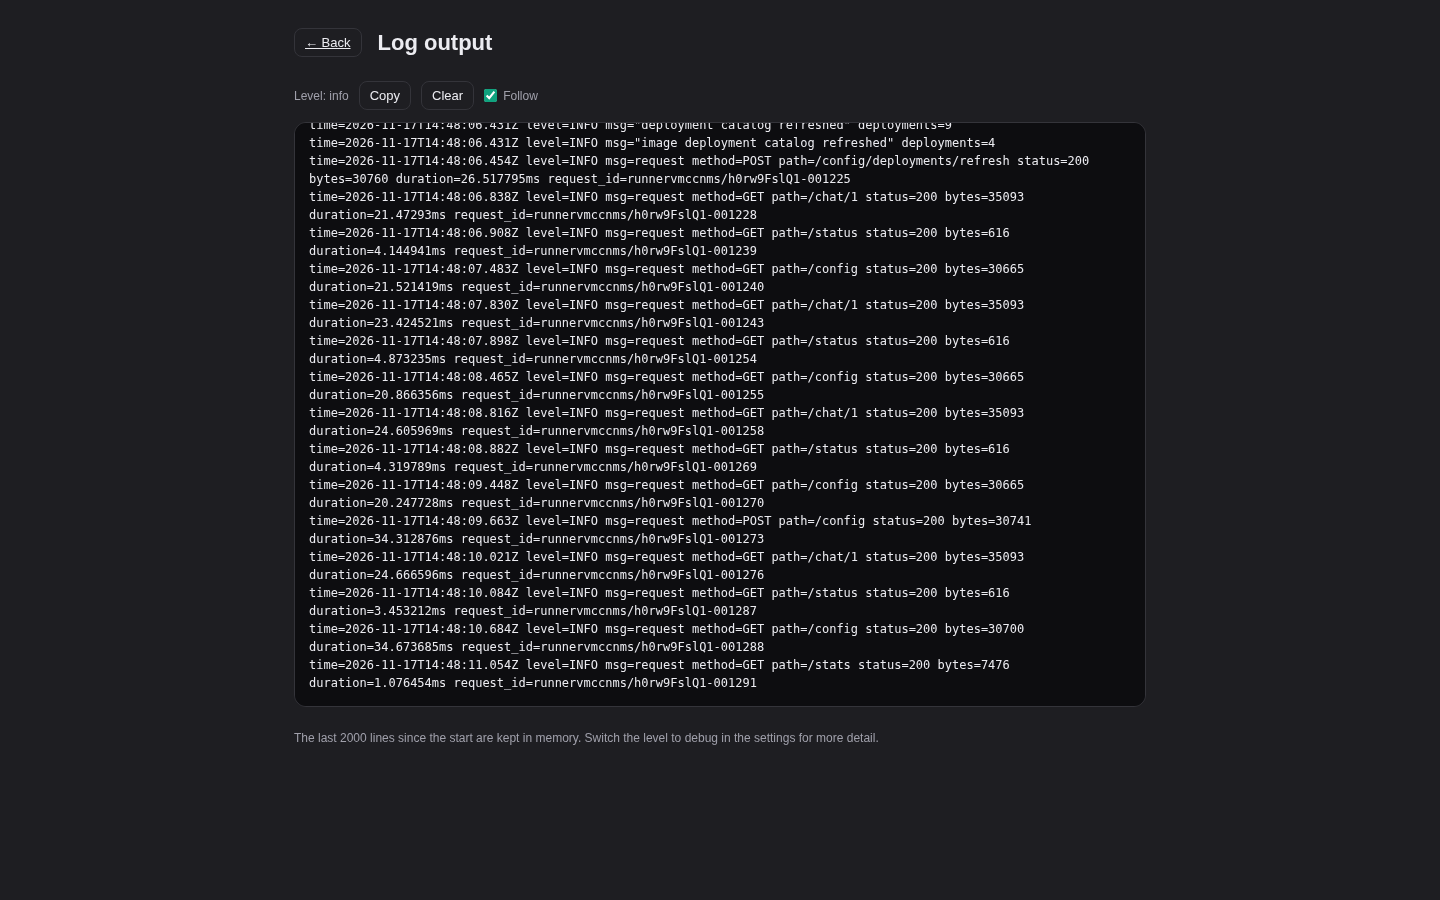 ← Back
Log output
Level: info
Copy
Clear
Follow
time=2026-11-17T14:48:06.431Z level=INFO msg="deployment catalog refreshed" deployments=9
time=2026-11-17T14:48:06.431Z level=INFO msg="image deployment catalog refreshed" deployments=4
time=2026-11-17T14:48:06.454Z level=INFO msg=request method=POST path=/config/deployments/refresh status=200
bytes=30760 duration=26.517795ms request_id=runnervmccnms/h0rw9FslQ1-001225
time=2026-11-17T14:48:06.838Z level=INFO msg=request method=GET path=/chat/1 status=200 bytes=35093
duration=21.47293ms request_id=runnervmccnms/h0rw9FslQ1-001228
time=2026-11-17T14:48:06.908Z level=INFO msg=request method=GET path=/status status=200 bytes=616
duration=4.144941ms request_id=runnervmccnms/h0rw9FslQ1-001239
time=2026-11-17T14:48:07.483Z level=INFO msg=request method=GET path=/config status=200 bytes=30665
duration=21.521419ms request_id=runnervmccnms/h0rw9FslQ1-001240
time=2026-11-17T14:48:07.830Z level=INFO msg=request method=GET path=/chat/1 status=200 bytes=35093
duration=23.424521ms request_id=runnervmccnms/h0rw9FslQ1-001243
time=2026-11-17T14:48:07.898Z level=INFO msg=request method=GET path=/status status=200 bytes=616
duration=4.873235ms request_id=runnervmccnms/h0rw9FslQ1-001254
time=2026-11-17T14:48:08.465Z level=INFO msg=request method=GET path=/config status=200 bytes=30665
duration=20.866356ms request_id=runnervmccnms/h0rw9FslQ1-001255
time=2026-11-17T14:48:08.816Z level=INFO msg=request method=GET path=/chat/1 status=200 bytes=35093
duration=24.605969ms request_id=runnervmccnms/h0rw9FslQ1-001258
time=2026-11-17T14:48:08.882Z level=INFO msg=request method=GET path=/status status=200 bytes=616
duration=4.319789ms request_id=runnervmccnms/h0rw9FslQ1-001269
time=2026-11-17T14:48:09.448Z level=INFO msg=request method=GET path=/config status=200 bytes=30665
duration=20.247728ms request_id=runnervmccnms/h0rw9FslQ1-001270
time=2026-11-17T14:48:09.663Z level=INFO msg=request method=POST path=/config status=200 bytes=30741
duration=34.312876ms request_id=runnervmccnms/h0rw9FslQ1-001273
time=2026-11-17T14:48:10.021Z level=INFO msg=request method=GET path=/chat/1 status=200 bytes=35093
duration=24.666596ms request_id=runnervmccnms/h0rw9FslQ1-001276
time=2026-11-17T14:48:10.084Z level=INFO msg=request method=GET path=/status status=200 bytes=616
duration=3.453212ms request_id=runnervmccnms/h0rw9FslQ1-001287
time=2026-11-17T14:48:10.684Z level=INFO msg=request method=GET path=/config status=200 bytes=30700
duration=34.673685ms request_id=runnervmccnms/h0rw9FslQ1-001288
time=2026-11-17T14:48:11.054Z level=INFO msg=request method=GET path=/stats status=200 bytes=7476
duration=1.076454ms request_id=runnervmccnms/h0rw9FslQ1-001291
The last 2000 lines since the start are kept in memory. Switch the level to debug in the settings for more detail.